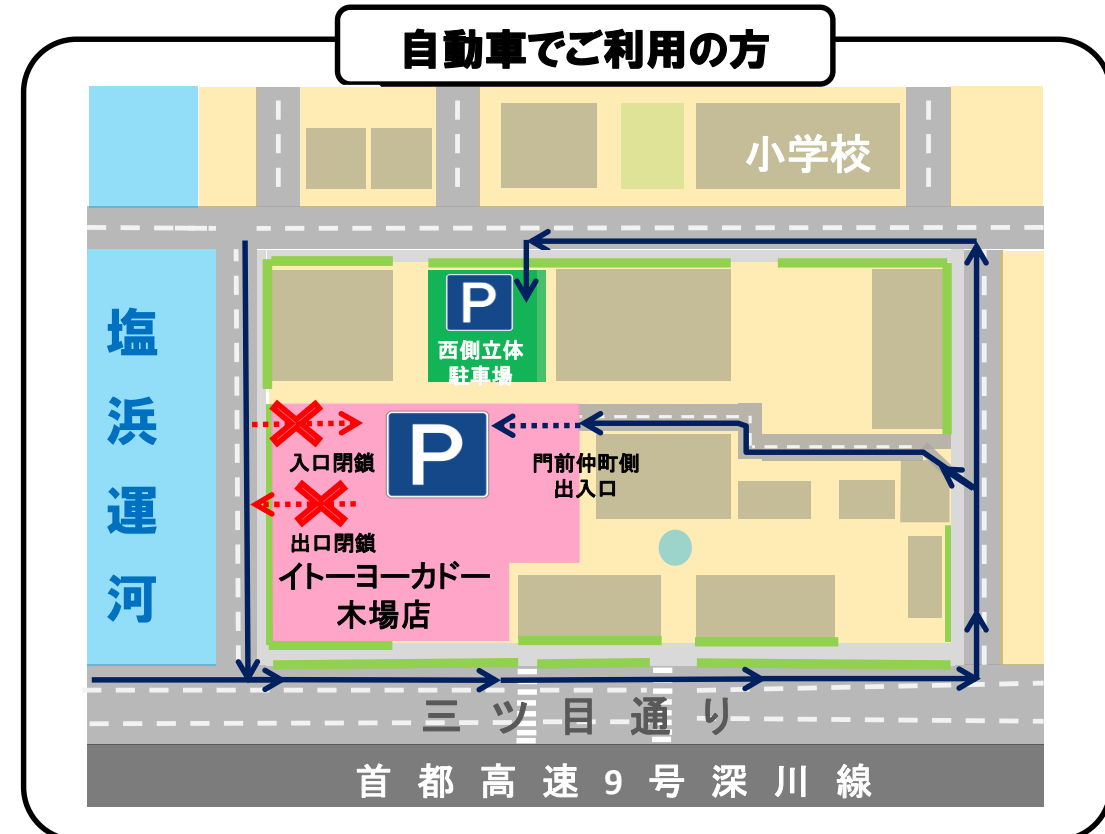 自動車でご利用の方
小学校
塩浜運河
P
西側立体
駐車場
P
入口閉鎖
門前仲町側
出入口
出口閉鎖
イトーヨーカドー
木場店
三ツ目通り
首都高速9号深川線